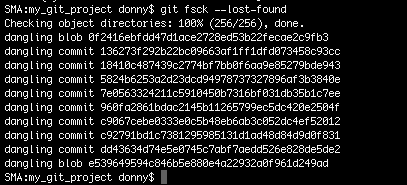 SMA:my_git_project donny$ git fsck --lost-found
Checking object directories: 100% (256/256), done.
dangling blob 0f2416ebfdd47d1ace2728ed53b22fecae2c9fb3
dangling commit 136273f292b22bc09663af1ff1dfd073458c93cc
dangling commit 18410c487439c2774bf7bb0f6aa9e85279bde943
dangling commit 5824b6253a2d23dcd94978737327896af3b3840e
dangling commit 7e0563324211c5910450b7316bf031db35b1c7ee
dangling commit 960fa2861bdac2145b11265799ec5dc420e2504f
dangling commit c9067cebe0333e0c5b48eb6ab3c052dc4ef52012
dangling commit c92791bd1c7381295985131d1ad48d84d9d0f831
dangling commit dd43634d74e5e0745c7abf7aedd526e828de5de2
dangling blob e539649594c846b5e880e4a22932a0f961d249ad
SMA:my_git_project donny$